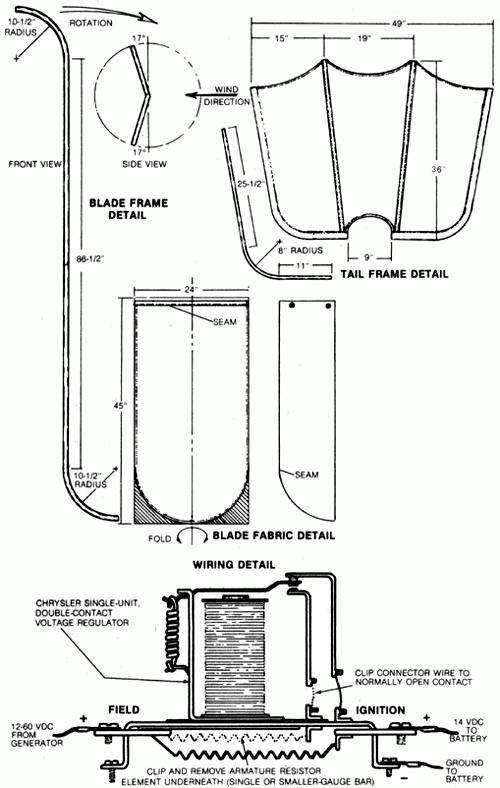 10-1/2"
RADIUS
ROTATION
17°
WIND
DIRECTION
17°
SIDE VIEW
FRONT VIEW
BLADE FRAME
DETAIL
86-1/2"
10-1/2"
RADIUS
49"
15"
19"
36"
25-1/2"
8" RADIUS
11"
9"
TAIL FRAME DETAIL
24"
SEAM
45"
SEAM
FOLD
BLADE FABRIC DETAIL
WIRING DETAIL
CHRYSLER SINGLE-UNIT,
DOUBLE-CONTACT
VOLTAGE REGULATOR
CLIP CONNECTOR WIRE TO
NORMALLY OPEN CONTACT
FIELD
IGNITION
12-60 VDC
FROM
GENERATOR
+
+
14 VDC
TO
BATTERY
GROUND
TO
BATTERY
−
CLIP AND REMOVE ARMATURE RESISTOR
ELEMENT UNDERNEATH (SINGLE OR SMALLER-GAUGE BAR)